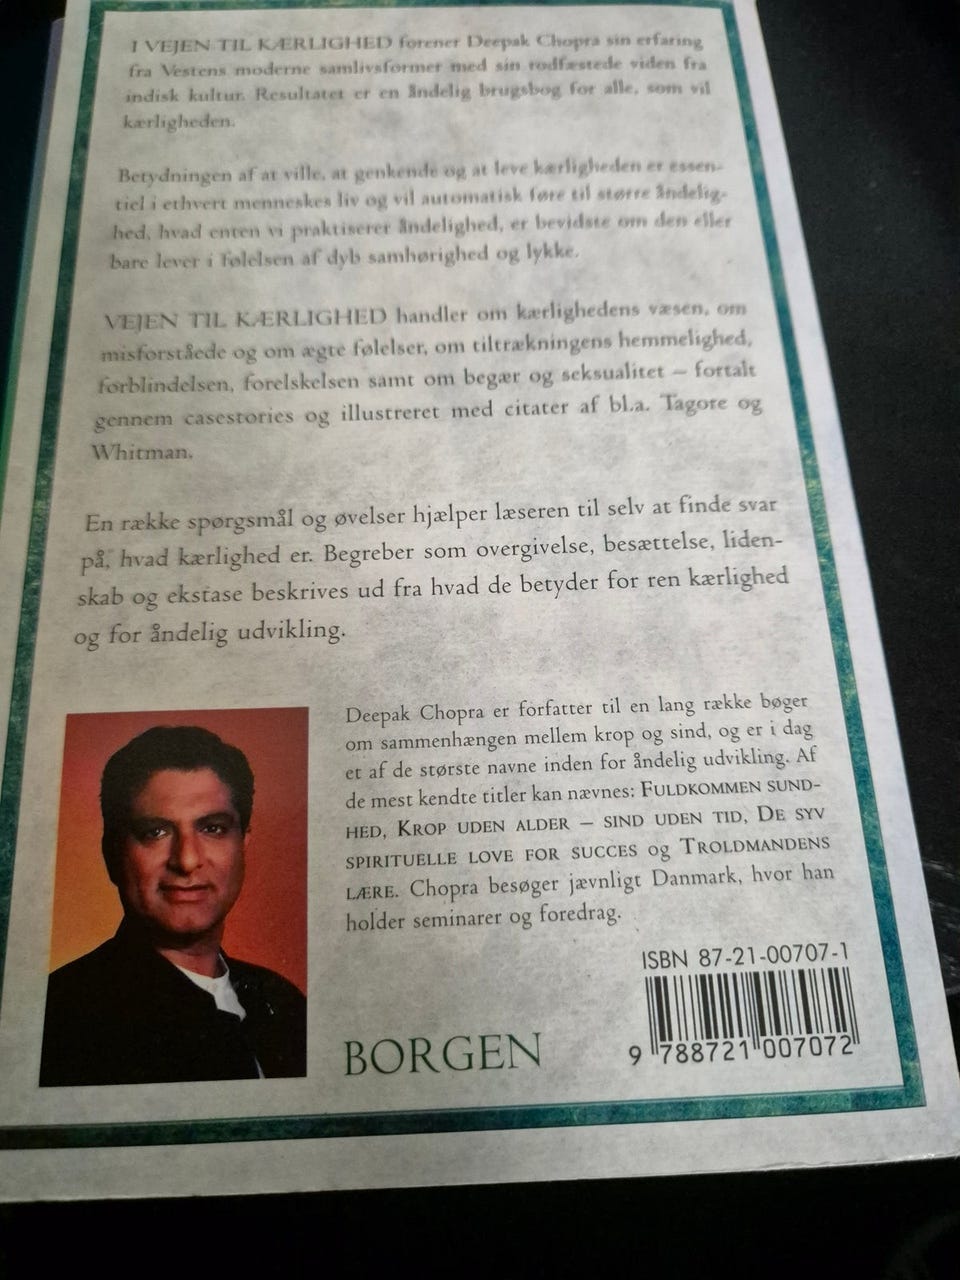 I VEJEN TIL KÆRLIGHED forener Deepak Chopra sin erfaring
fra Vestens moderne samlivsformer med sin rodfæstede viden fra
indisk kultur. Resultatet er en åndelig brugsbog for alle, som vil
kærligheden.
Betydningen af at ville, at genkende og at leve kærligheden er essen-
tiel i ethvert menneskes liv og vil automatisk føre til større åndelig-
hed, hvad enten vi praktiserer åndelighed, er bevidste om den eller
bare lever i følelsen af dyb samhørighed og lykke.
VEJEN TIL KÆRLIGHED handler om kærlighedens væsen, om
misforståede og om ægte følelser, om tiltrækningens hemmelighed,
forblindelsen, forelskelsen samt om begær og seksualitet – fortalt
gennem casestories og illustreret med citater af bl.a. Tagore og
Whitman.
En række spørgsmål og øvelser hjælper læseren til selv at finde svar
på, hvad kærlighed er. Begreber som overgivelse, besættelse, liden-
skab og ekstase beskrives ud fra hvad de betyder for ren kærlighed
og for åndelig udvikling.
Deepak Chopra er forfatter til en lang række bøger
om sammenhængen mellem krop og sind, og er i dag
et af de største navne inden for åndelig udvikling. Af
de mest kendte titler kan nævnes: FULDKOMMEN SUND-
HED, KROP UDEN ALDER – SIND UDEN TID, DE SYV
SPIRITUELLE LOVE FOR SUCCES og TROLDMANDENS
LÆRE. Chopra besøger jævnligt Danmark, hvor han
holder seminarer og foredrag.
ISBN 87-21-00707-1
BORGEN
9 788721 007072